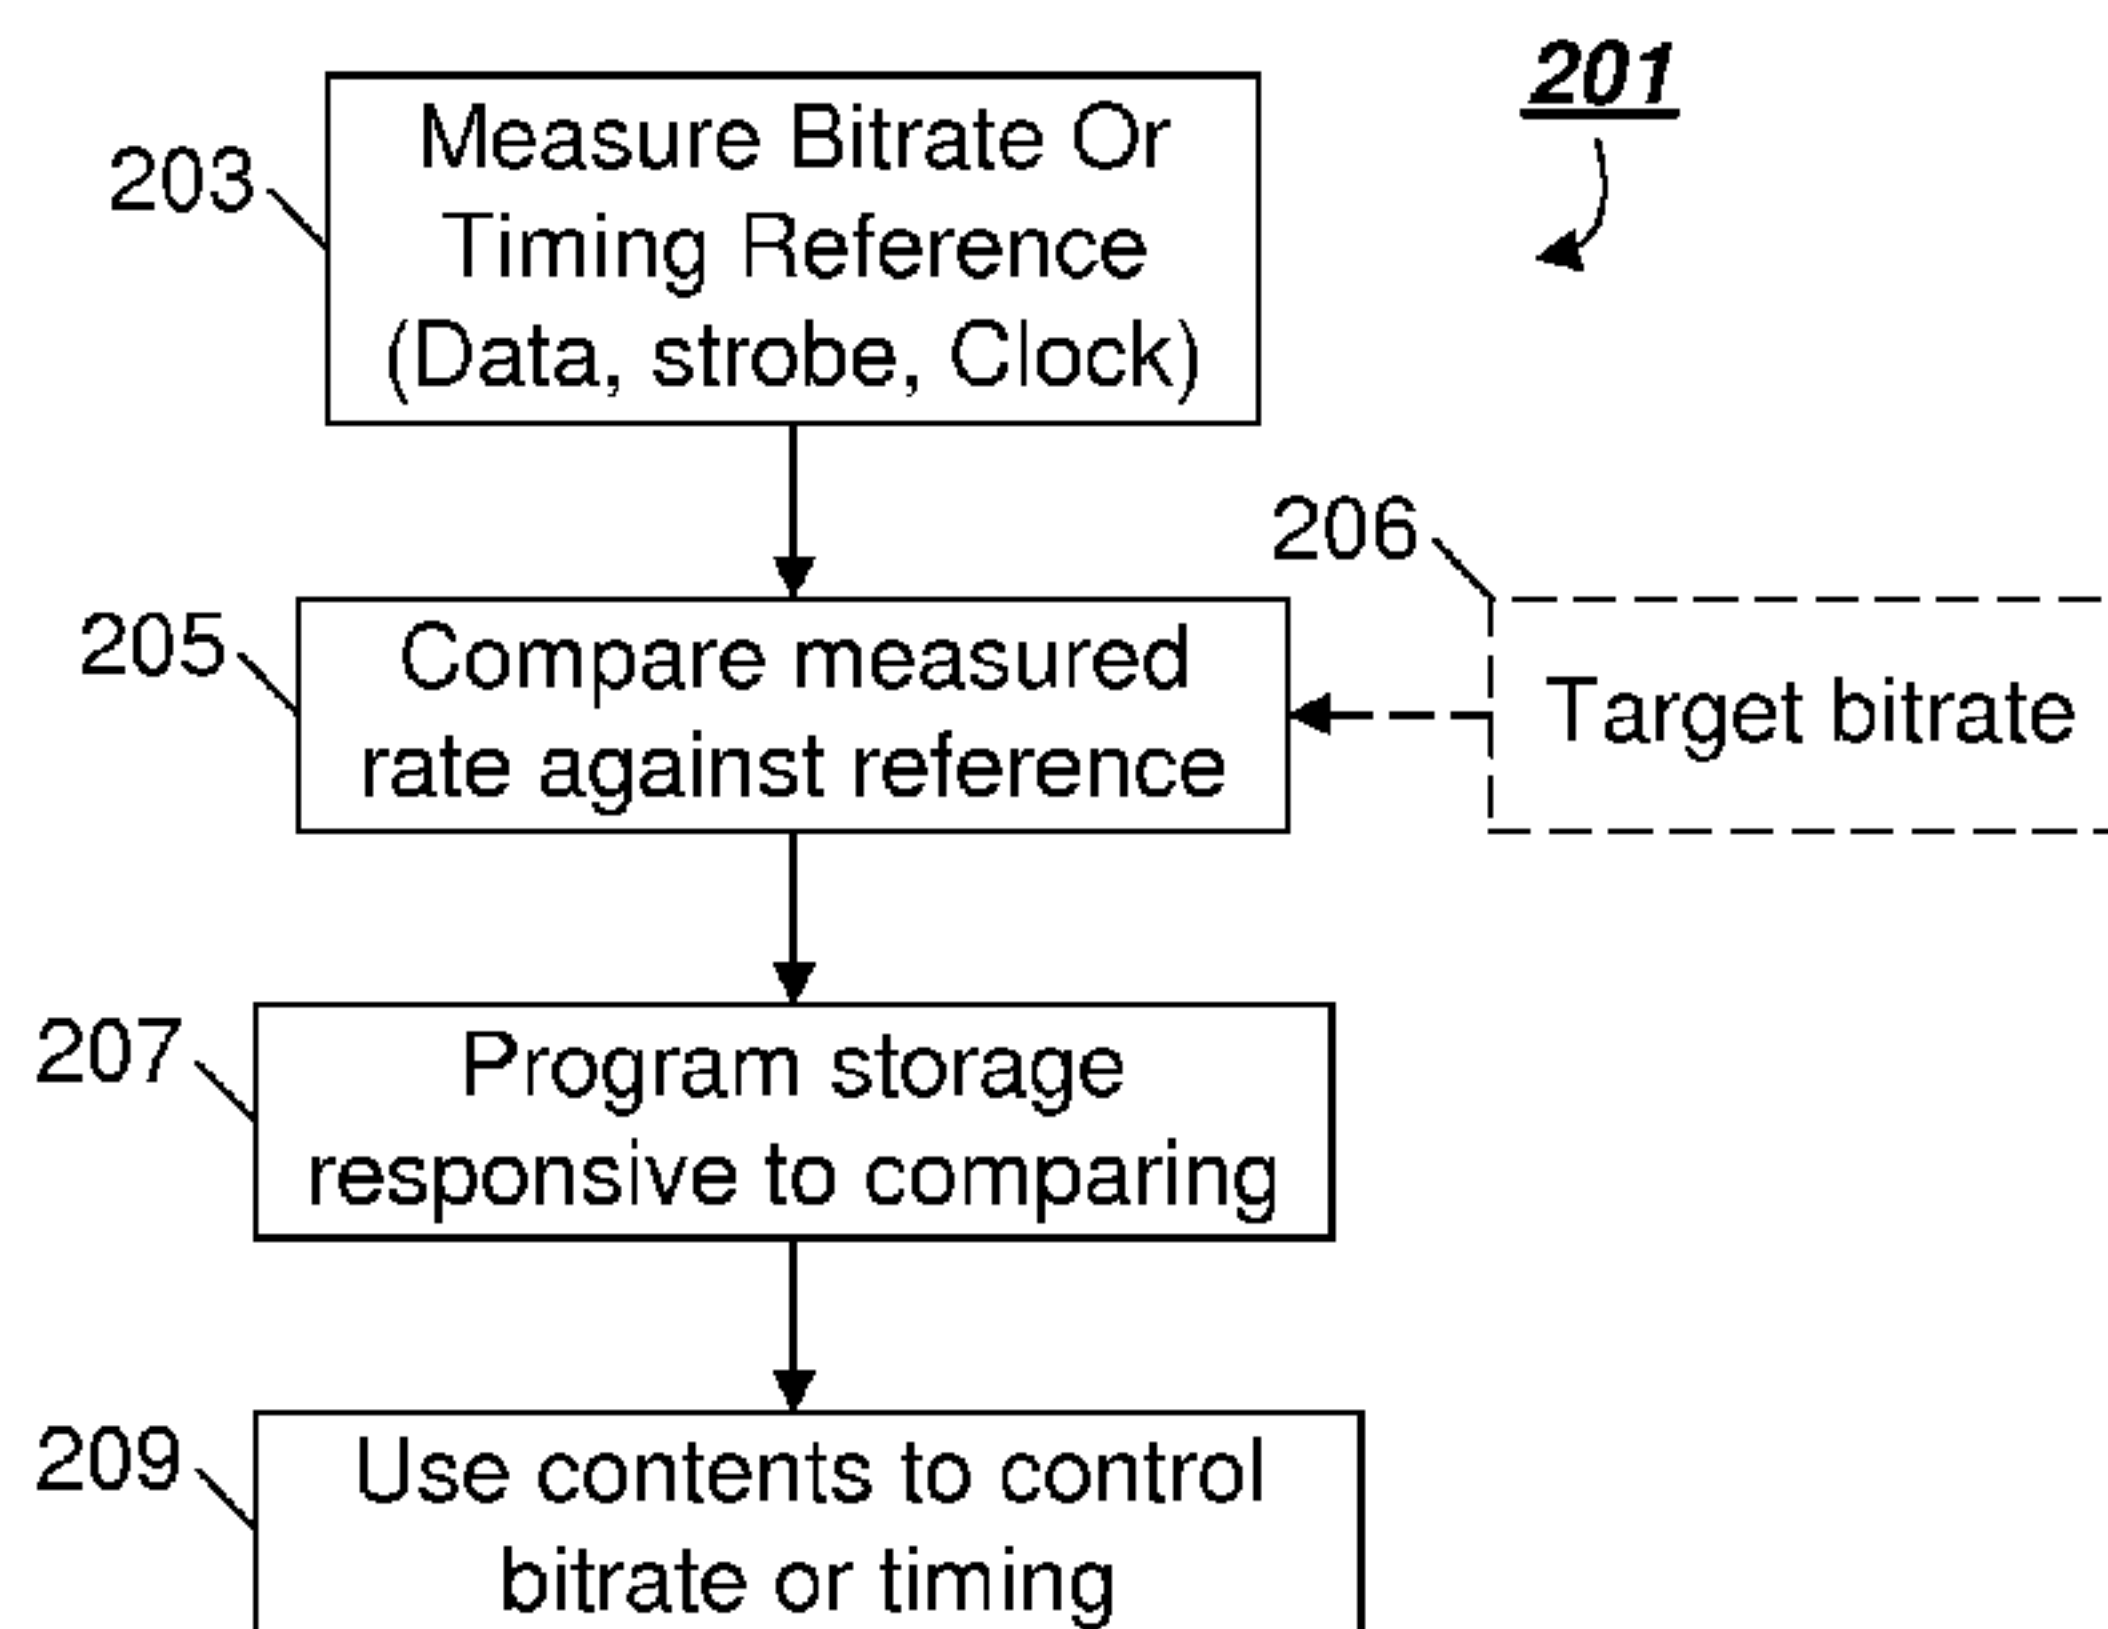 201
203
Measure Bitrate Or
Timing Reference
(Data, strobe, Clock)
206
205
Compare measured
rate against reference
Target bitrate
207
Program storage
responsive to comparing
209
Use contents to control
bitrate or timing